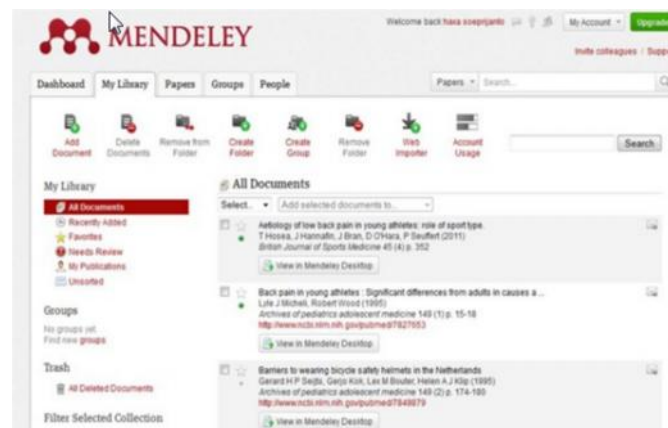 MENDELEY
Welcome back haxa soeprijanto
My Account
Upgrade
Invite colleagues
Suppo
Dashboard My Library Papers Groups People
Papers Search...
Add Document
Delete Documents
Remove from Folder
Create Folder
Create Group
Remove Folder
Web Importer
Account Usage
Search
My Library
All Documents
Recently Added
Favorites
Needs Review
My Publications
Unsorted
Groups
No groups yet.
Find new groups
Trash
All Deleted Documents
Filter Selected Collection
All Documents
Select.. Add selected documents to..
Aetiology of low back pain in young athletes: role of sport type.
T Hosea, J Hannafin, J Bran, D O'Hara, P Seuffert (2011)
British Journal of Sports Medicine 45 (4) p. 352
View in Mendeley Desktop
Back pain in young athletes : Significant differences from adults in causes a ...
Lyle J Micheli, Robert Wood (1995)
Archives of pediatrics adolescent medicine 149 (1) p. 15-18
http://www.ncbi.nlm.nih.gov/pubmed/7827653
View in Mendeley Desktop
Barriers to wearing bicycle safety helmets in the Netherlands
Gerard H P Seijts, Gerjo Kok, Lex M Bouter, Helen A J Klip (1995)
Archives of pediatrics adolescent medicine 149 (2) p. 174-180
http://www.ncbi.nlm.nih.gov/pubmed/7849879
View in Mendeley Desktop